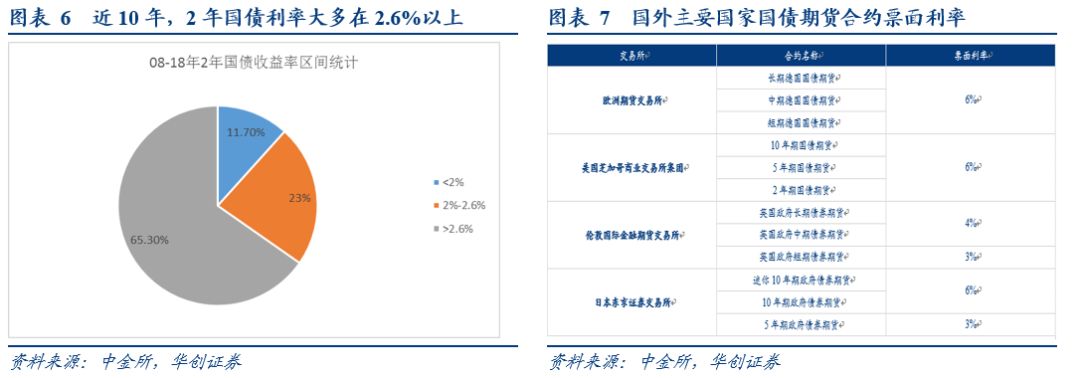 图表 6 近 10 年，2 年国债利率大多在 2.6%以上
08-18年2年国债收益率区间统计
11.70%
23%
65.30%
<2%
2%-2.6%
>2.6%
资料来源：中金所，华创证券
图表 7 国外主要国家国债期货合约票面利率
交易所 合约名称 票面利率
欧洲期货交易所
长期德国国债期货
中期德国国债期货
短期德国国债期货
6%
美国芝加哥商业交易所集团
10 年期国债期货
5 年期国债期货
2 年期国债期货
6%
伦敦国际金融期货交易所
英国政府长期债券期货
英国政府中期债券期货
4%
英国政府短期债券期货
3%
日本东京证券交易所
迷你 10 年期政府债券期货
10 年期政府债券期货
6%
5 年期政府债券期货
3%
资料来源：中金所，华创证券